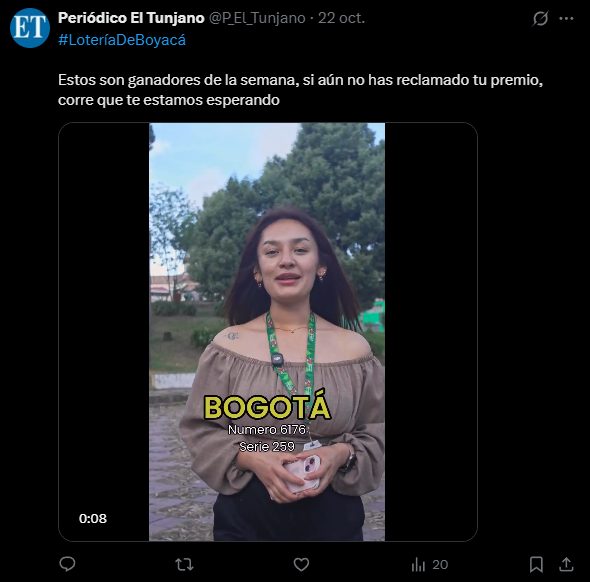 ET
Periódico El Tunjano @P_El_Tunjano · 22 oct.
#LoteríaDeBoyacá
Estos son ganadores de la semana, si aún no has reclamado tu premio,
corre que te estamos esperando
BOGOTÁ
Numero 6176
Serie 259
0:08
20